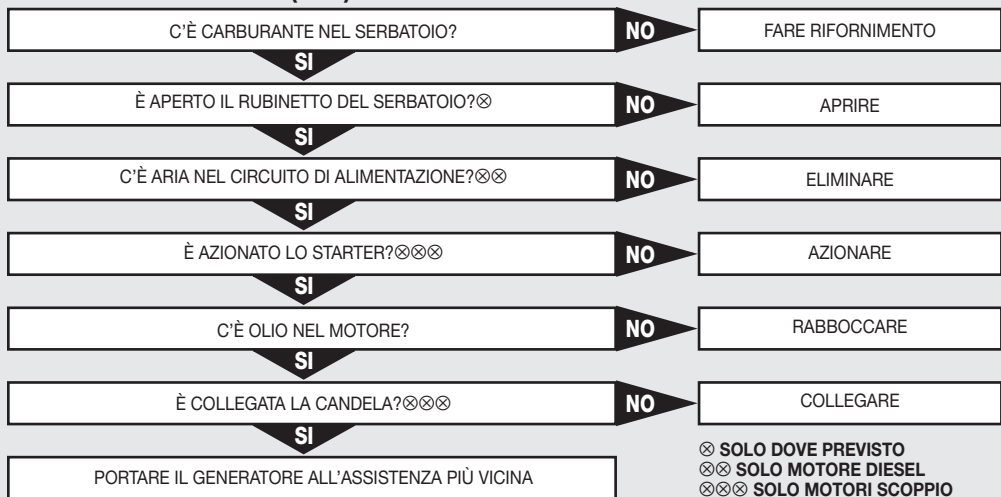 C'È CARBURANTE NEL SERBATOIO? NO FARE RIFORNIMENTO
SI
È APERTO IL RUBINETTO DEL SERBATOIO?⊗ NO APRIRE
SI
C'È ARIA NEL CIRCUITO DI ALIMENTAZIONE?⊗⊗ NO ELIMINARE
SI
È AZIONATO LO STARTER?⊗⊗⊗ NO AZIONARE
SI
C'È OLIO NEL MOTORE? NO RABBOCCARE
SI
È COLLEGATA LA CANDELA?⊗⊗⊗ NO COLLEGARE
SI
PORTARE IL GENERATORE ALL'ASSISTENZA PIÙ VICINA
⊗ SOLO DOVE PREVISTO
⊗⊗ SOLO MOTORE DIESEL
⊗⊗⊗ SOLO MOTORI SCOPPIO